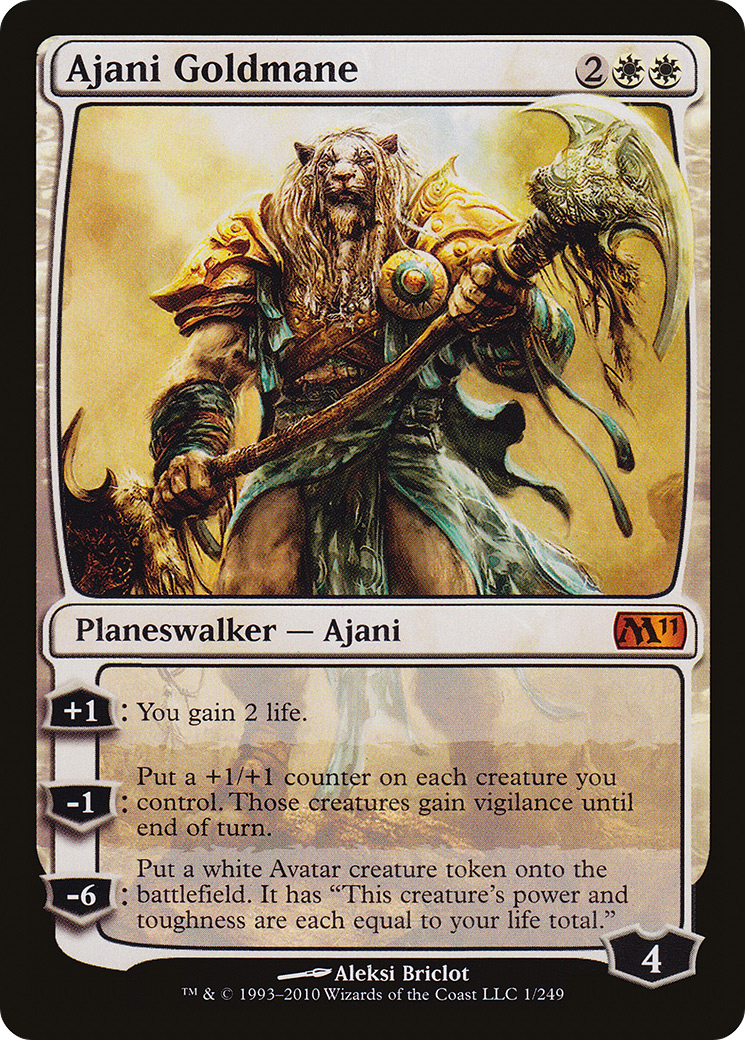 Ajani Goldmane
2
Planeswalker — Ajani
M11
+1 : You gain 2 life.
Put a +1/+1 counter on each creature you
-1 : control. Those creatures gain vigilance until
end of turn.
Put a white Avatar creature token onto the
-6 : battlefield. It has “This creature’s power and
toughness are each equal to your life total.”
4
Aleksi Briclot
™ & © 1993–2010 Wizards of the Coast LLC 1/249